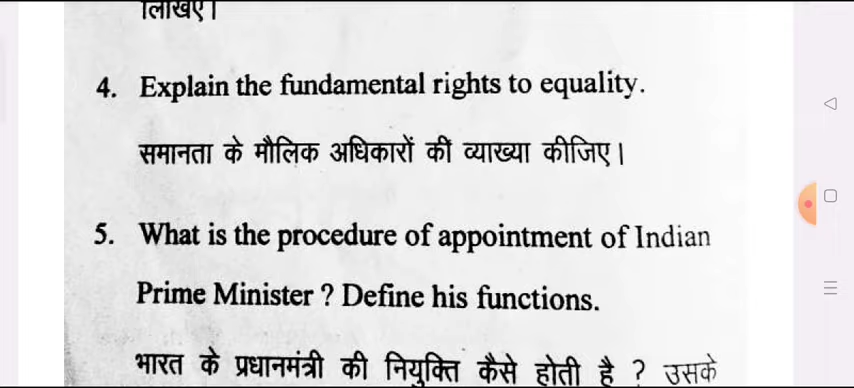 लिखिए।
4. Explain the fundamental rights to equality.
समानता के मौलिक अधिकारों की व्याख्या कीजिए।
5. What is the procedure of appointment of Indian
Prime Minister ? Define his functions.
भारत के प्रधानमंत्री की नियुक्ति कैसे होती है ? उसके